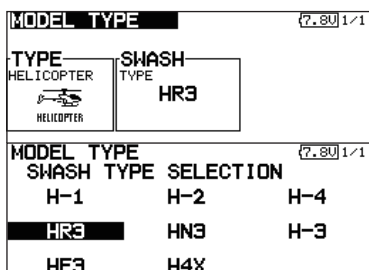 MODEL TYPE 7.8V 1/1
TYPE SWASH
HELICOPTER TYPE
HR3
HELICOPTER
MODEL TYPE 7.8V 1/1
SWASH TYPE SELECTION
H-1 H-2 H-4
HR3 HN3 H-3
HE3 H4X